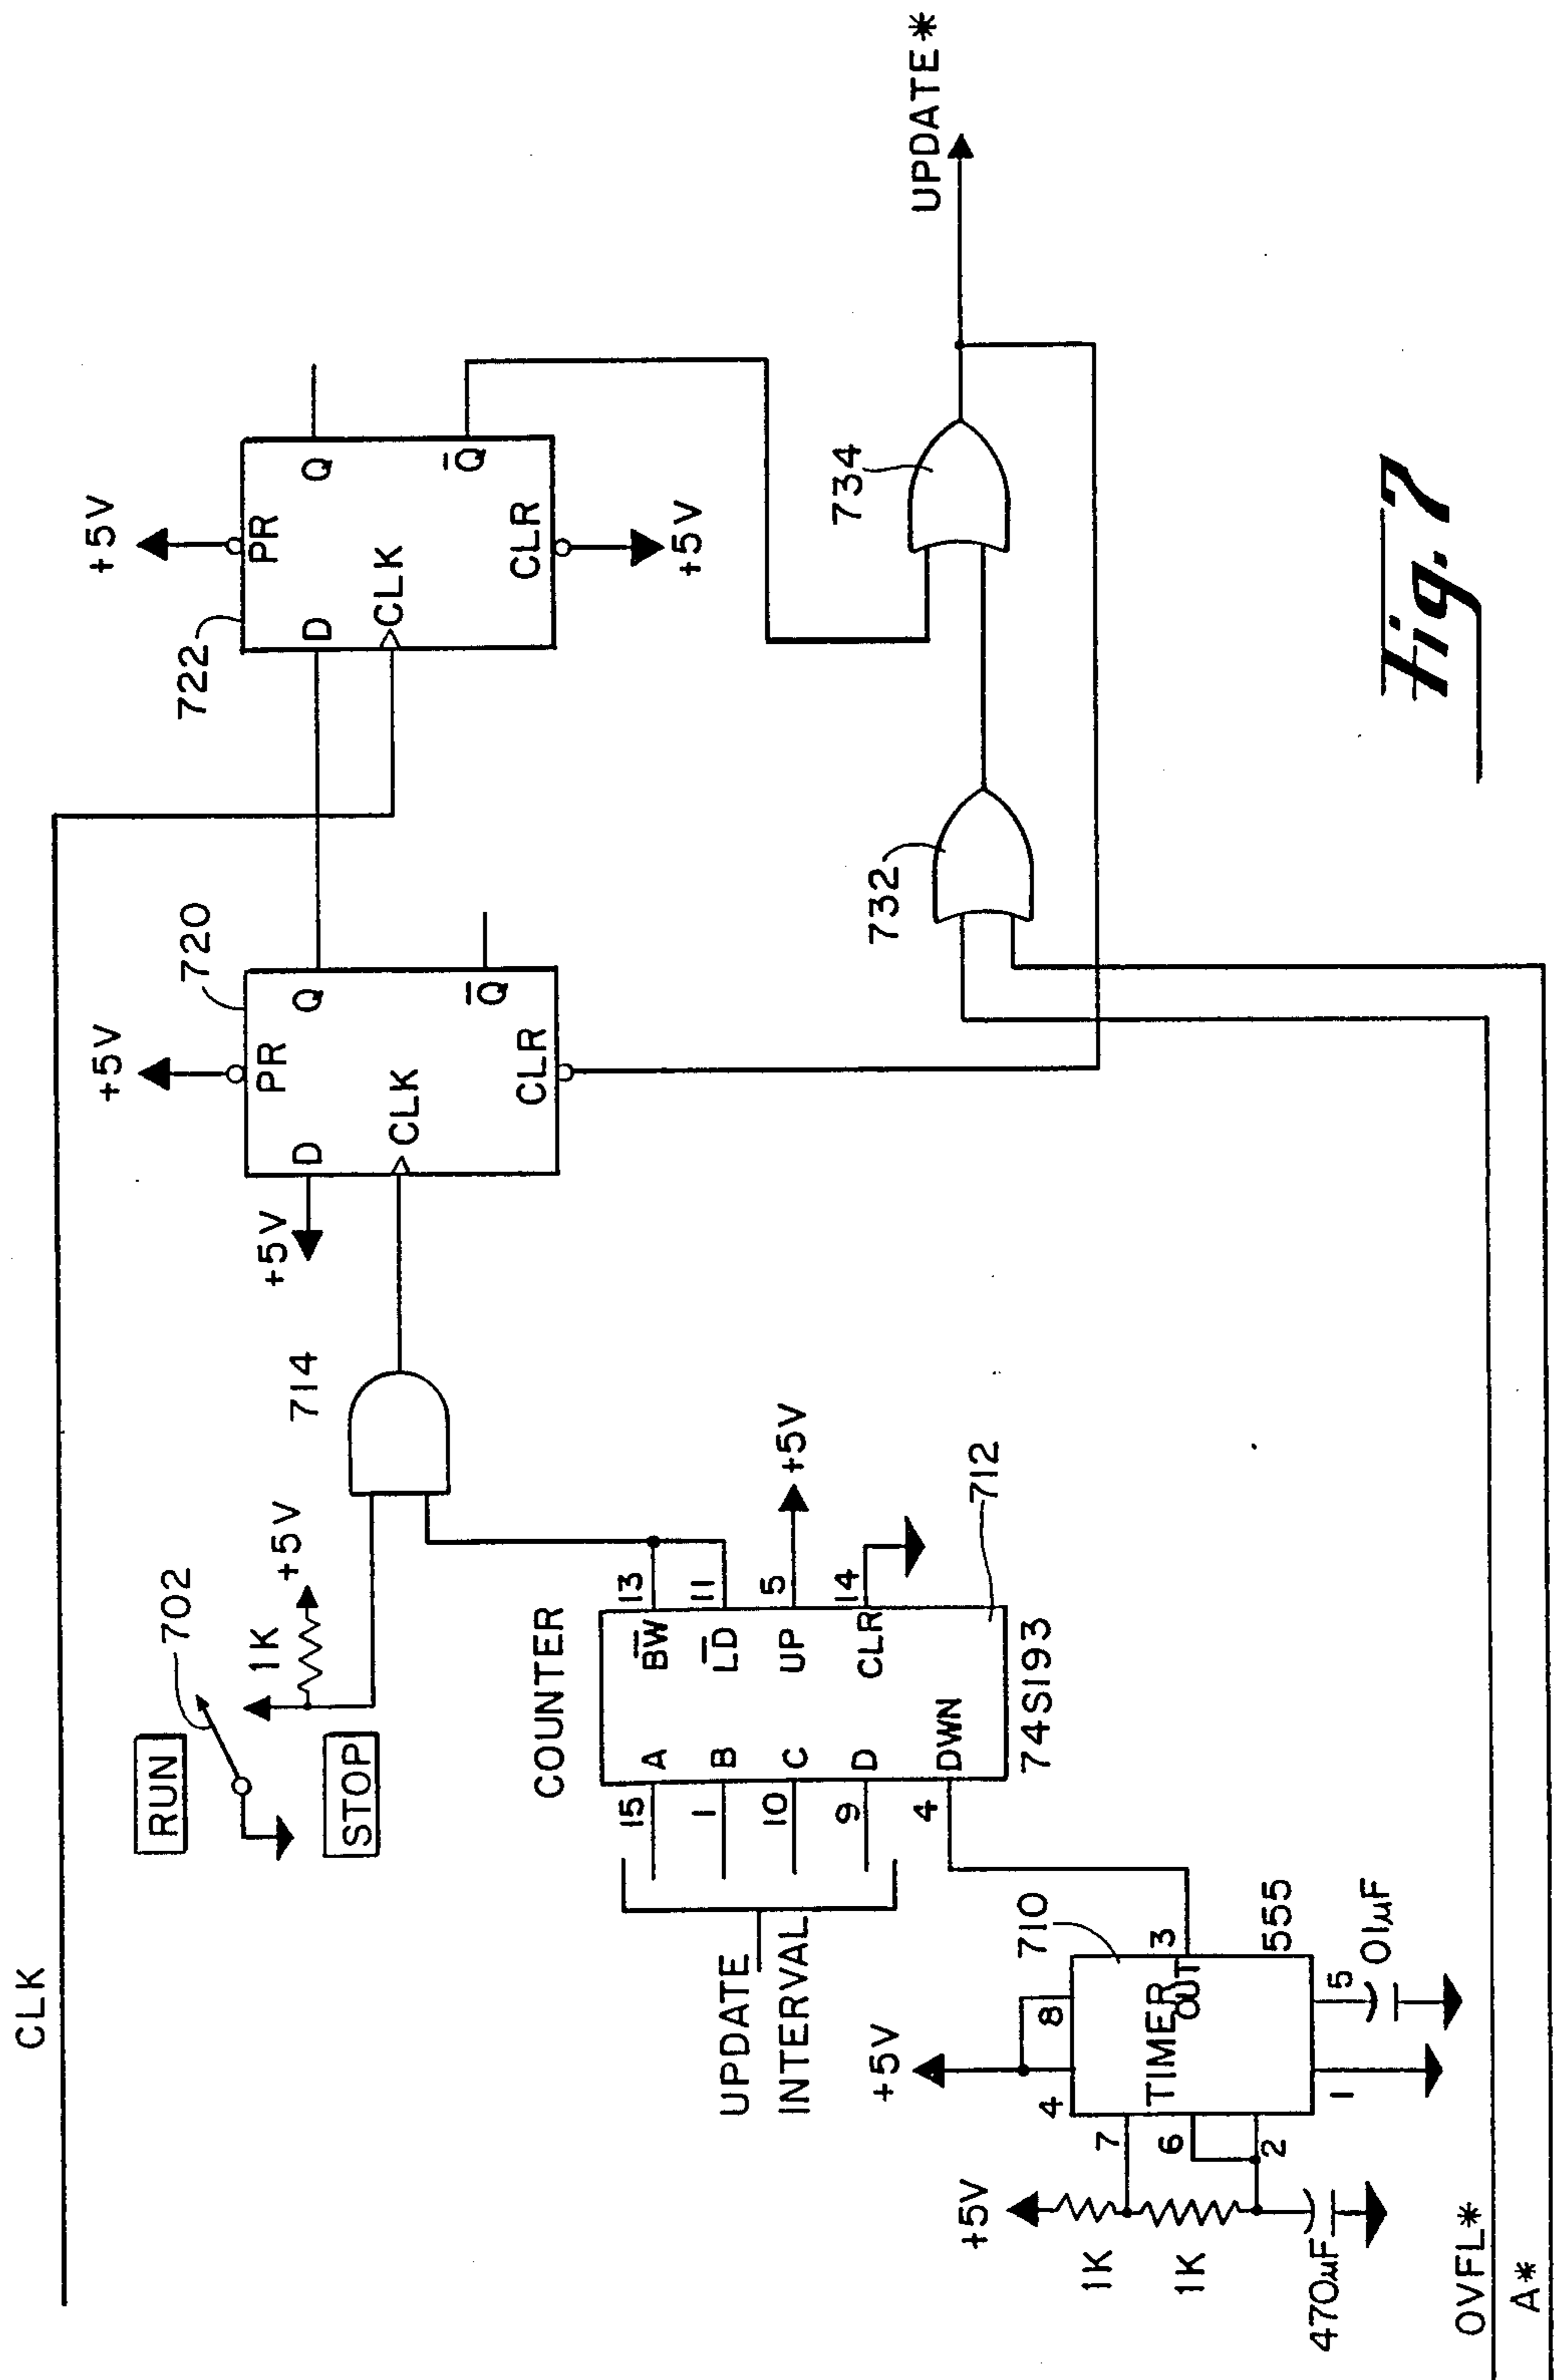 CLK
RUN
702
STOP
1K
+5V
714
COUNTER
UPDATE
INTERVAL
15
1
10
9
4
A
B
C
D
DWN
B̅W̅
L̅D̅
UP
CLR
13
11
5
14
+5V
712
74S193
+5V
1K
1K
470µF
+5V
4
8
7
6
2
TIMER
OUT
3
710
555
1
5
01µF
+5V
+5V
720
PR
D
Q
CLK
Q̅
CLR
+5V
722
PR
D
Q
CLK
Q̅
CLR
+5V
732
734
UPDATE*
OVFL*
A*
Fig. 7